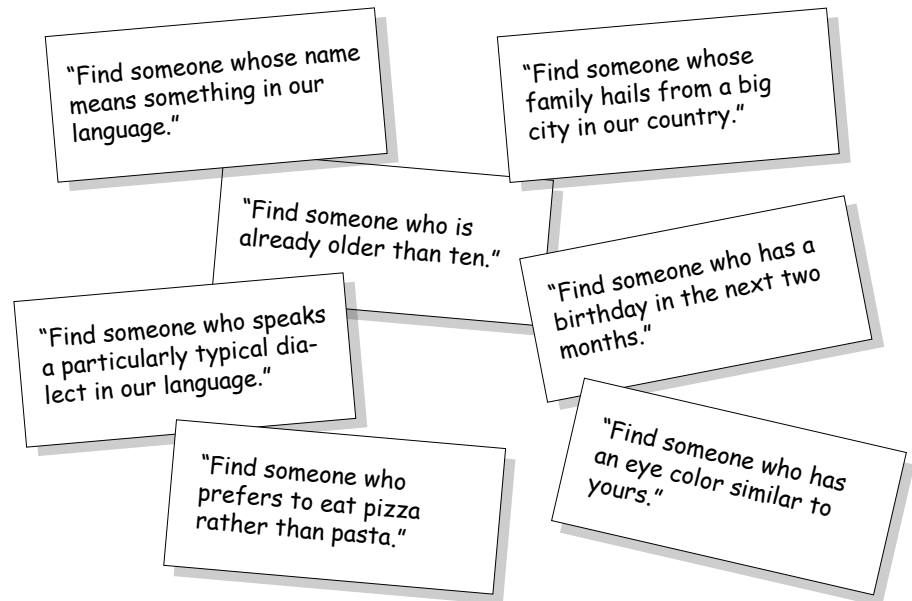 “Find someone whose name
means something in our
language.”
“Find someone whose
family hails from a big
city in our country.”
“Find someone who is
already older than ten.”
“Find someone who has a
birthday in the next two
months.”
“Find someone who speaks
a particularly typical dia-
lect in our language.”
“Find someone who has
an eye color similar to
yours.”
“Find someone who
prefers to eat pizza
rather than pasta.”